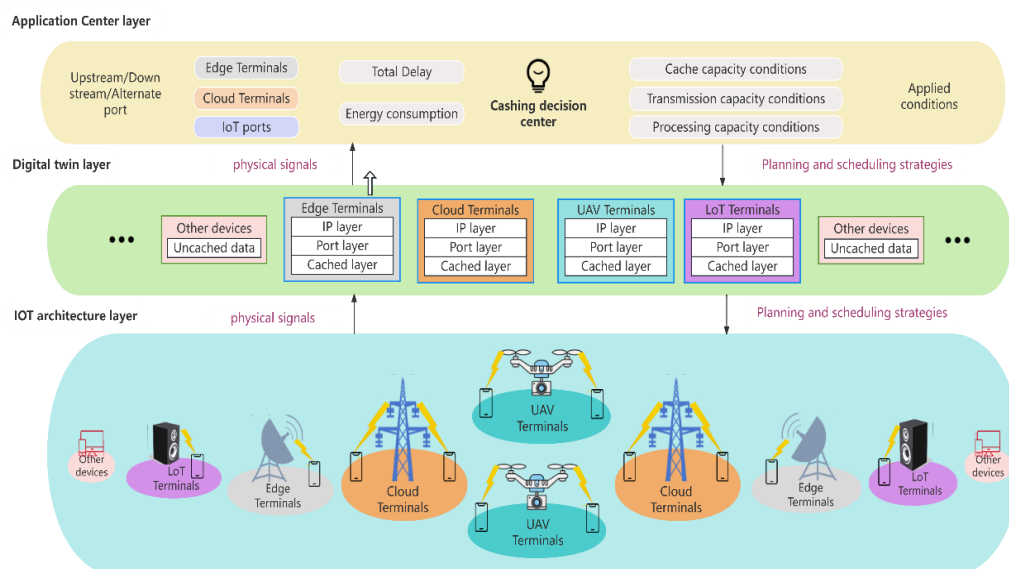 Application Center layer
Upstream/Down
stream/Alternate
port
Edge Terminals
Cloud Terminals
IoT ports
Total Delay
Energy consumption
Cashing decision
center
Cache capacity conditions
Transmission capacity conditions
Processing capacity conditions
Applied
conditions
Digital twin layer
physical signals
Planning and scheduling strategies
•••
Other devices
Uncached data
Edge Terminals
IP layer
Port layer
Cached layer
Cloud Terminals
IP layer
Port layer
Cached layer
UAV Terminals
IP layer
Port layer
Cached layer
LoT Terminals
IP layer
Port layer
Cached layer
Other devices
Uncached data
•••
IOT architecture layer
physical signals
Planning and scheduling strategies
Other
devices
LoT
Terminals
Edge
Terminals
Cloud
Terminals
UAV
Terminals
UAV
Terminals
Cloud
Terminals
Edge
Terminals
LoT
Terminals
Other
devices